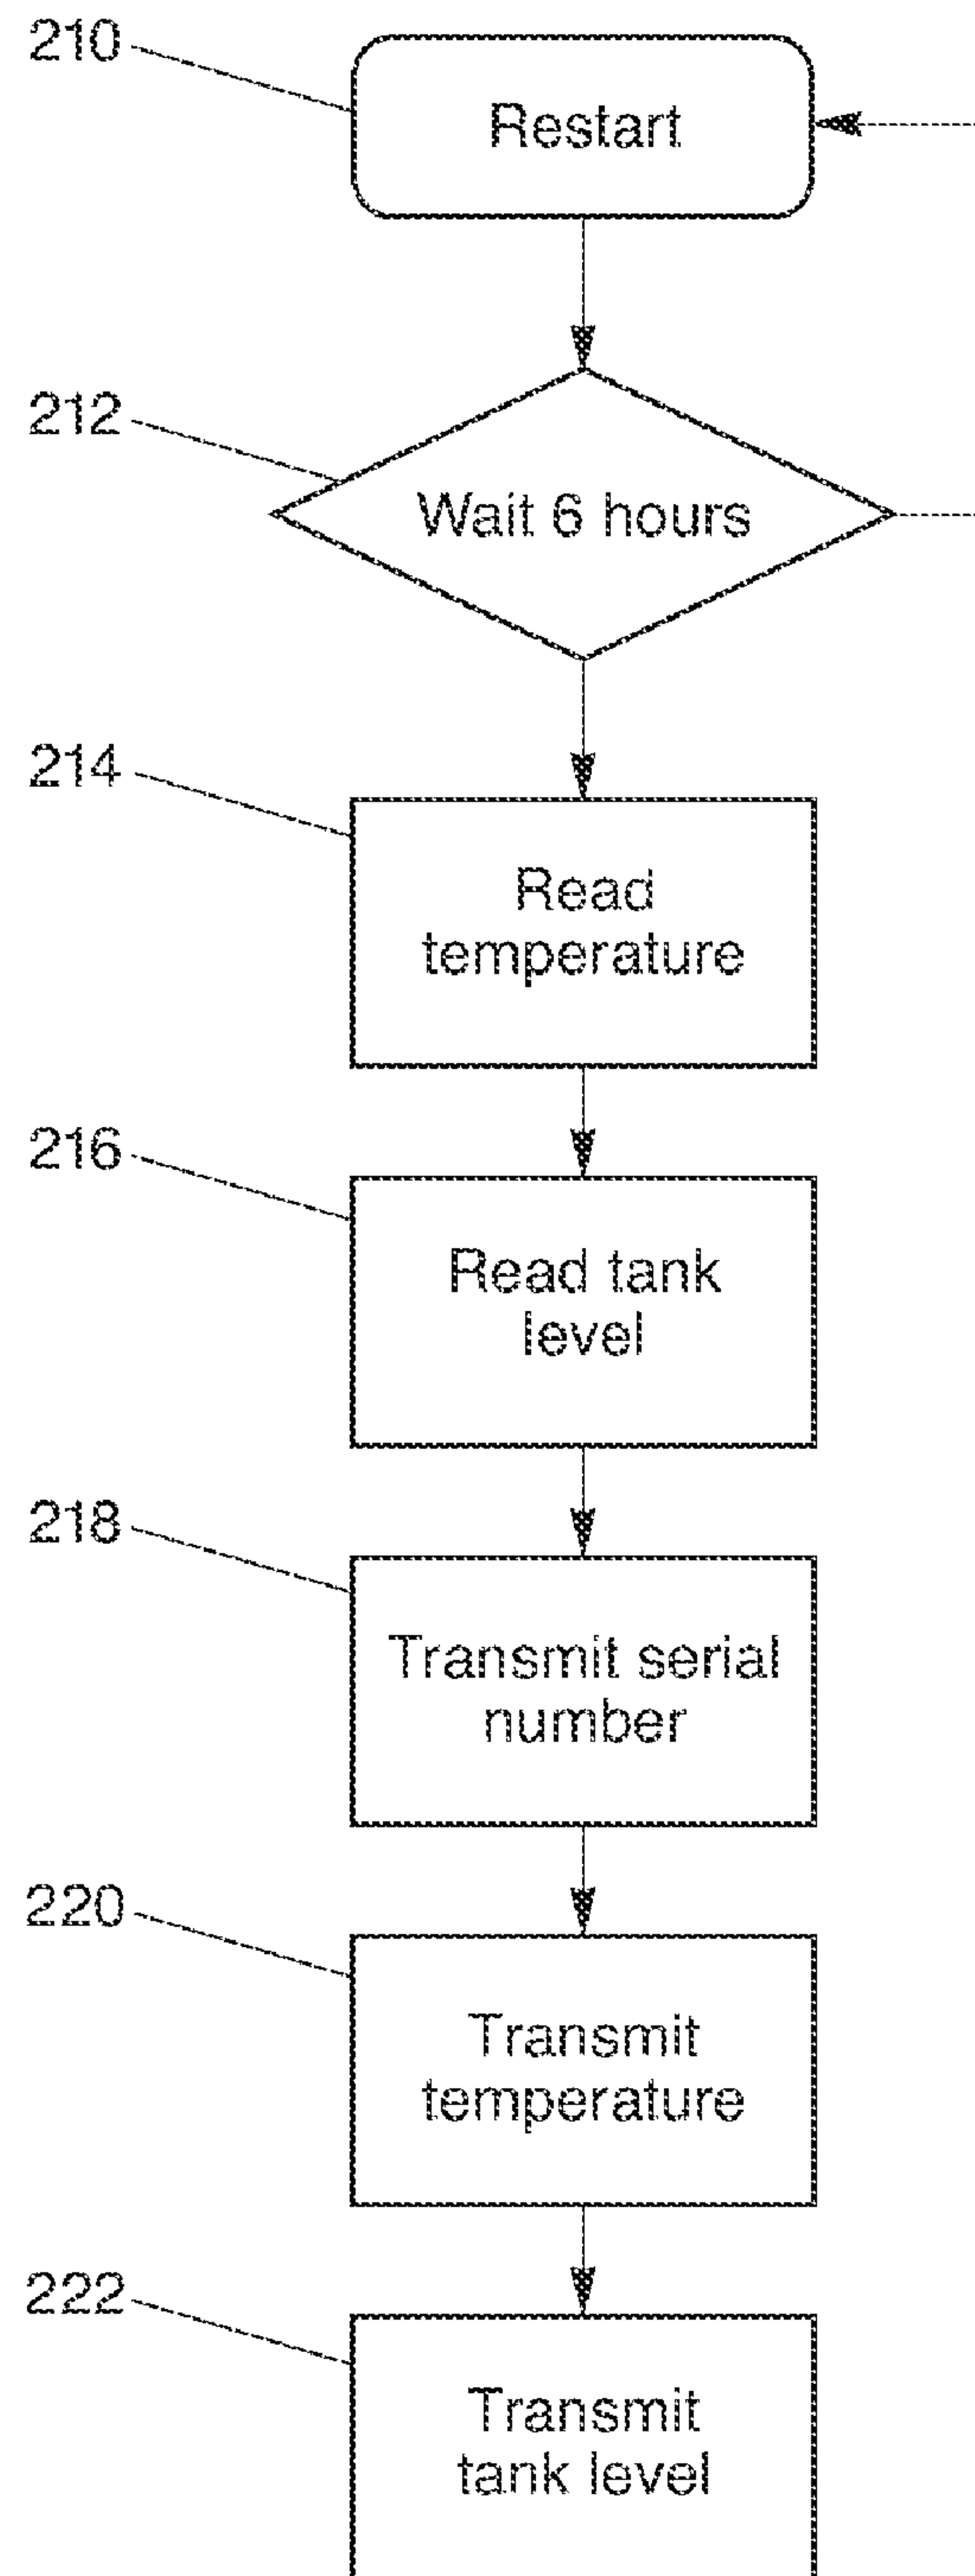 210
Restart
212
Wait 6 hours
214
Read
temperature
216
Read tank
level
218
Transmit serial
number
220
Transmit
temperature
222
Transmit
tank level